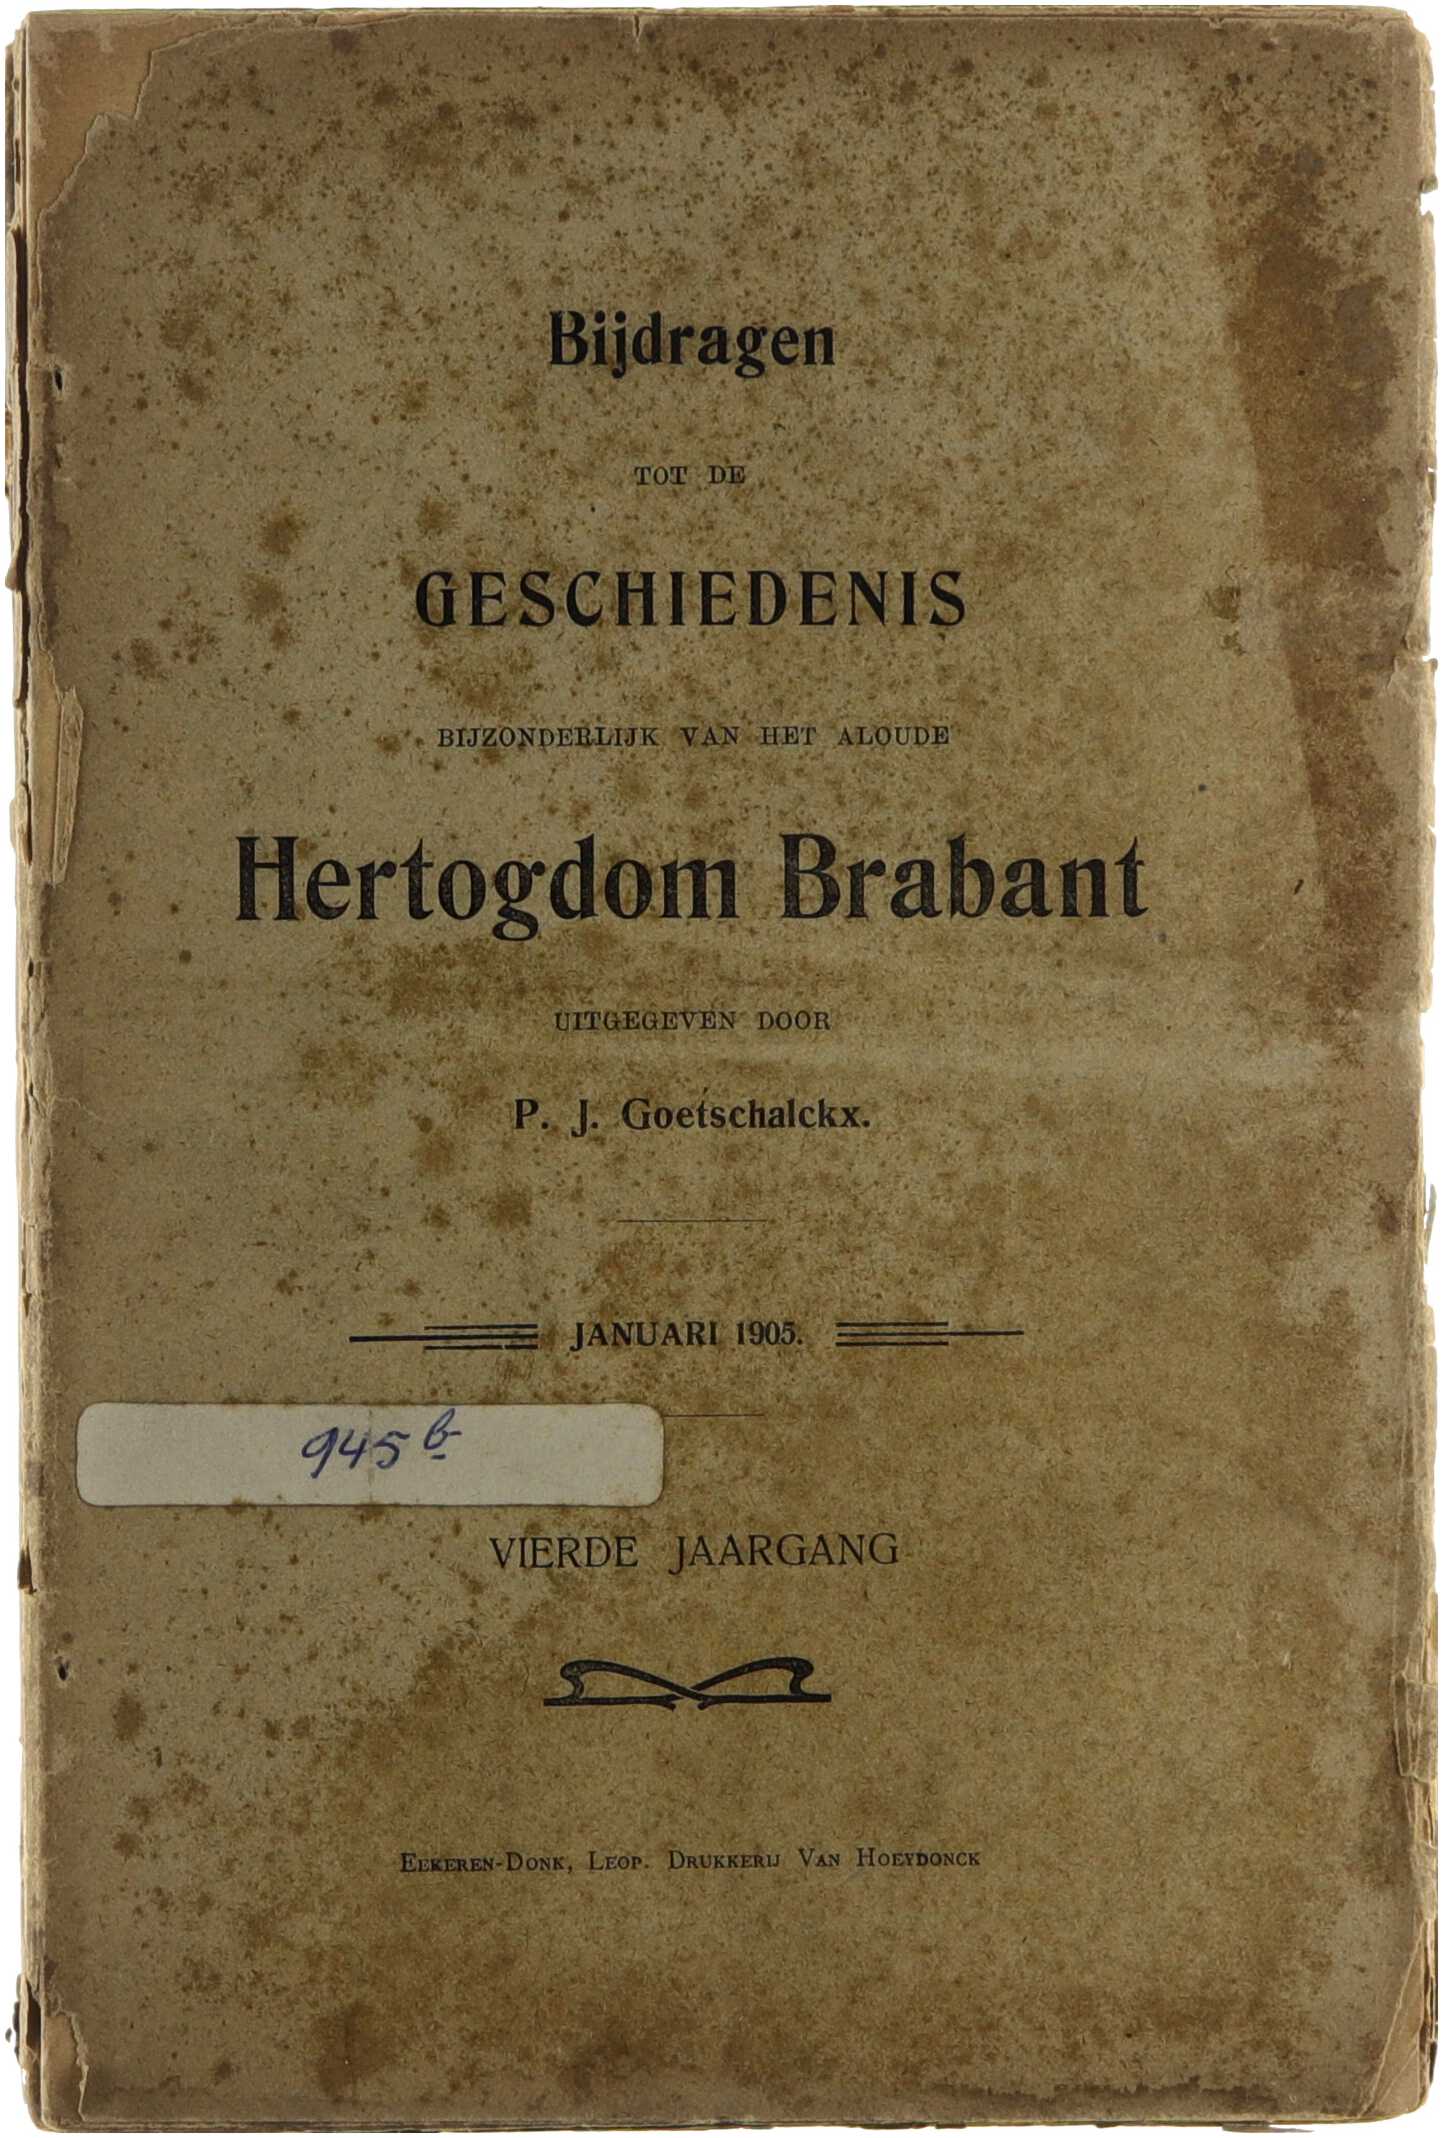 Bijdragen
TOT DE
GESCHIEDENIS
BIJZONDERLIJK VAN HET ALOUDE
Hertogdom Brabant
UITGEGEVEN DOOR
P. J. Goetschalckx.
JANUARI 1905.
945 b
VIERDE JAARGANG
EEKEREN-DONK, LEOP. DRUKKERIJ VAN HOEYDONCK